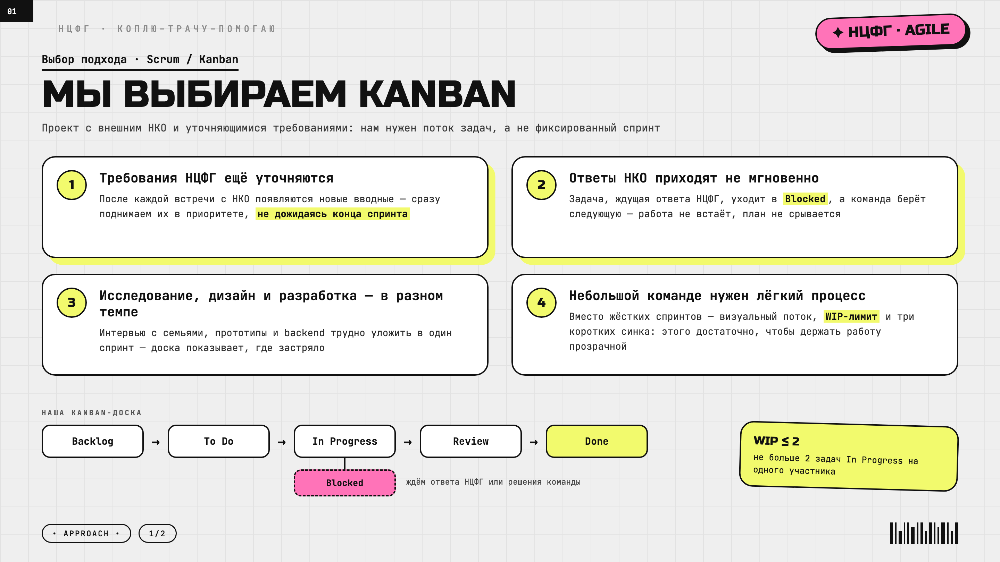 01
НЦФГ · КОПЛЮ-ТРАЧУ-ПОМОГАЮ
✦ НЦФГ · AGILE
Выбор подхода · Scrum / Kanban
МЫ ВЫБИРАЕМ KANBAN
Проект с внешним НКО и уточняющимися требованиями: нам нужен поток задач, а не фиксированный спринт
1
Требования НЦФГ ещё уточняются
После каждой встречи с НКО появляются новые вводные — сразу
поднимаем их в приоритете, не дожидаясь конца спринта
2
Ответы НКО приходят не мгновенно
Задача, ждущая ответа НЦФГ, уходит в Blocked, а команда берёт
следующую — работа не встаёт, план не срывается
3
Исследование, дизайн и разработка — в разном
темпе
Интервью с семьями, прототипы и backend трудно уложить в один
спринт — доска показывает, где застряло
4
Небольшой команде нужен лёгкий процесс
Вместо жёстких спринтов — визуальный поток, WIP-лимит и три
коротких синка: этого достаточно, чтобы держать работу
прозрачной
НАША KANBAN-ДОСКА
Backlog → To Do → In Progress → Review → Done
Blocked
ждём ответа НЦФГ или решения команды
WIP ≤ 2
не больше 2 задач In Progress на
одного участника
· APPROACH ·
1/2